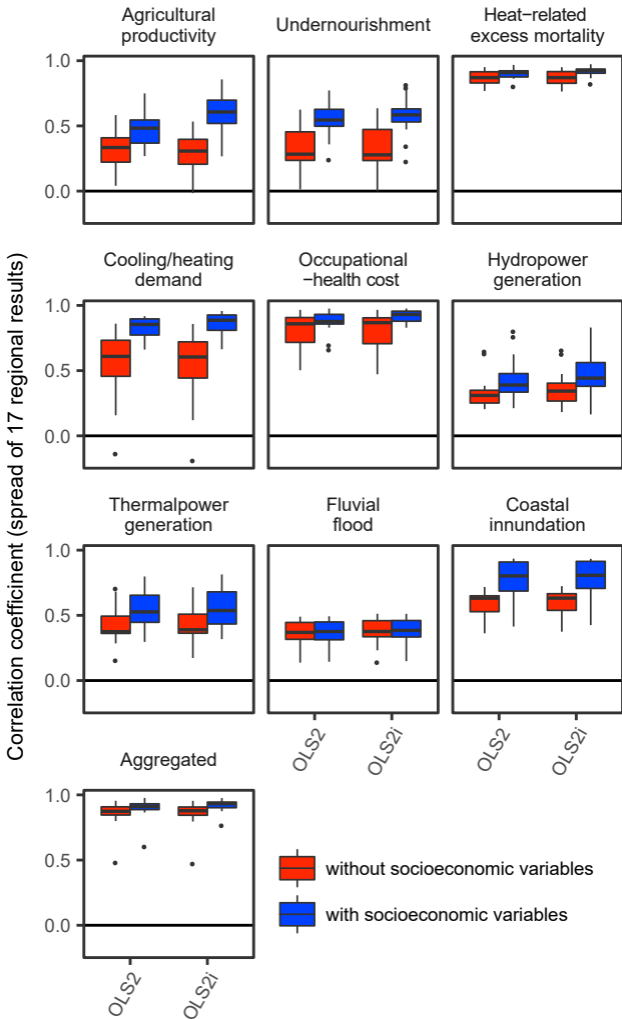 Agricultural
productivity
Undernourishment
Heat-related
excess mortality
1.0
0.5
0.0
Cooling/heating
demand
Occupational
-health cost
Hydropower
generation
1.0
0.5
0.0
Thermalpower
generation
Fluvial
flood
Coastal
innundation
1.0
0.5
0.0
OLS2
OLS2i
OLS2
OLS2i
Aggregated
1.0
0.5
0.0
OLS2
OLS2i
without socioeconomic variables
with socioeconomic variables
Correlation coefficinent (spread of 17 regional results)